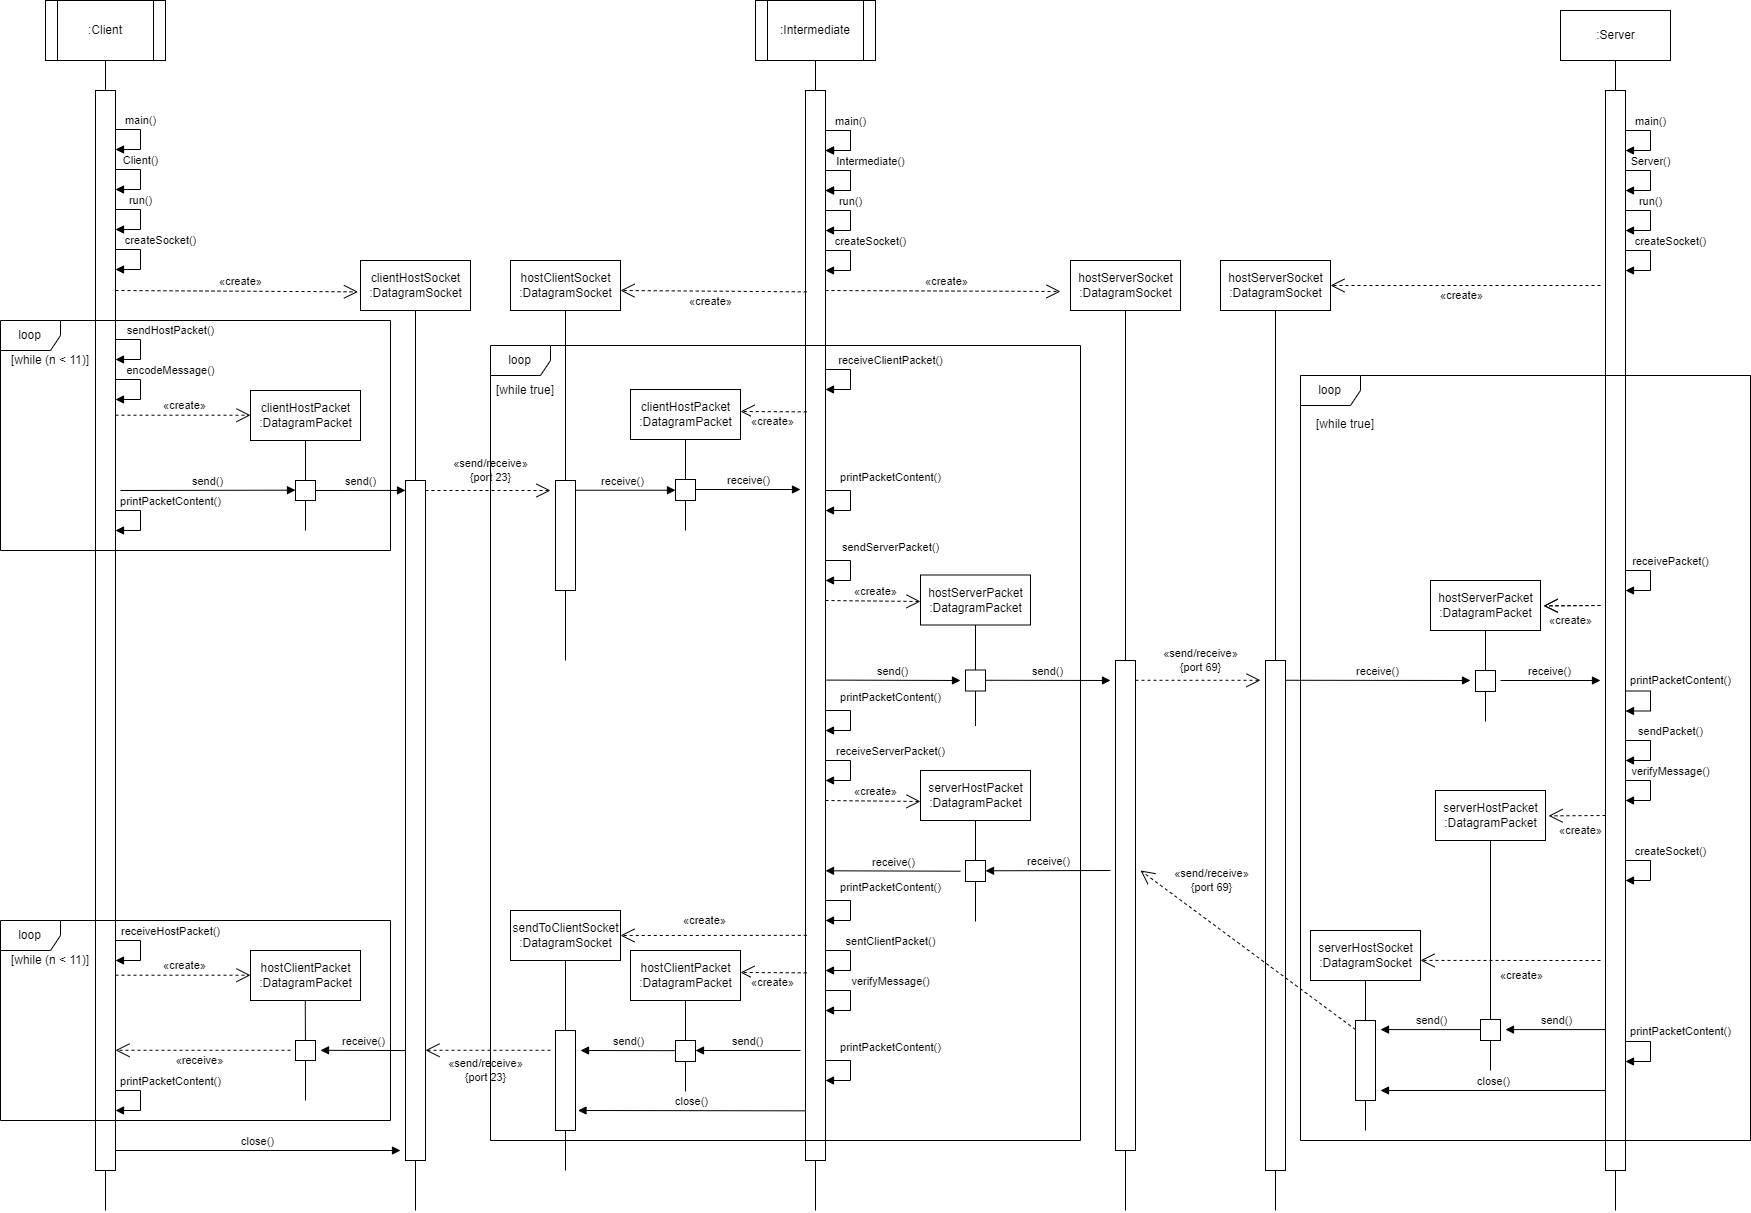 :Client
:Intermediate
:Server
main()
Client()
run()
createSocket()
«create»
clientHostSocket
:DatagramSocket
loop
[while (n < 11)]
sendHostPacket()
encodeMessage()
«create»
clientHostPacket
:DatagramPacket
send()
send()
printPacketContent()
«send/receive»
{port 23}
main()
Intermediate()
run()
createSocket()
hostClientSocket
:DatagramSocket
«create»
«create»
hostServerSocket
:DatagramSocket
loop
[while true]
receiveClientPacket()
clientHostPacket
:DatagramPacket
«create»
receive()
receive()
printPacketContent()
sendServerPacket()
«create»
hostServerPacket
:DatagramPacket
send()
send()
printPacketContent()
«send/receive»
{port 69}
main()
Server()
run()
createSocket()
hostServerSocket
:DatagramSocket
«create»
loop
[while true]
receivePacket()
hostServerPacket
:DatagramPacket
«create»
receive()
receive()
printPacketContent()
sendPacket()
verifyMessage()
serverHostPacket
:DatagramPacket
«create»
createSocket()
serverHostSocket
:DatagramSocket
«create»
send()
send()
printPacketContent()
close()
«send/receive»
{port 69}
receiveServerPacket()
«create»
serverHostPacket
:DatagramPacket
receive()
receive()
printPacketContent()
sendToClientSocket
:DatagramSocket
«create»
sentClientPacket()
hostClientPacket
:DatagramPacket
«create»
verifyMessage()
send()
send()
printPacketContent()
close()
«send/receive»
{port 23}
loop
[while (n < 11)]
receiveHostPacket()
«create»
hostClientPacket
:DatagramPacket
receive()
«receive»
printPacketContent()
close()